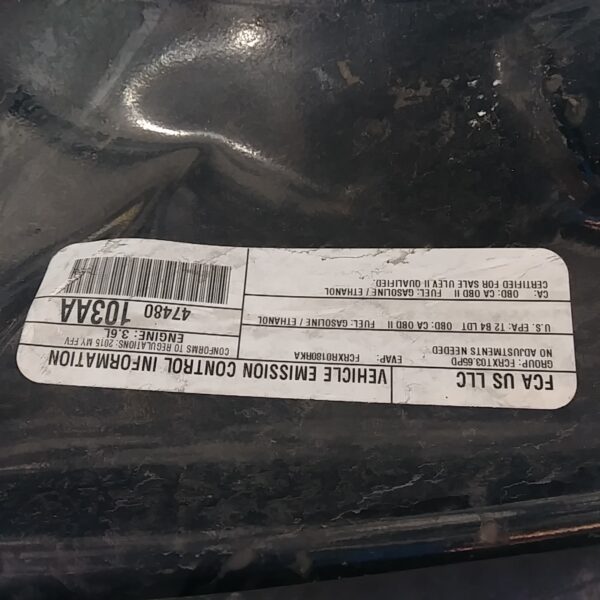 FCA US LLC
VEHICLE EMISSION CONTROL INFORMATION
GROUP: FCRXT03.65PD
EVAP: FCRXR0180RKA
NO ADJUSTMENTS NEEDED
U.S. EPA: T2 B4 LDT OBD: CA OBD II FUEL: GASOLINE / ETHANOL
CA: OBD: CA OBD II FUEL: GASOLINE / ETHANOL
CERTIFIED FOR SALE ULEV II QUALIFIED.
CONFORMS TO REGULATIONS: 2015 MY FFV
ENGINE: 3.6L
47480 103AA